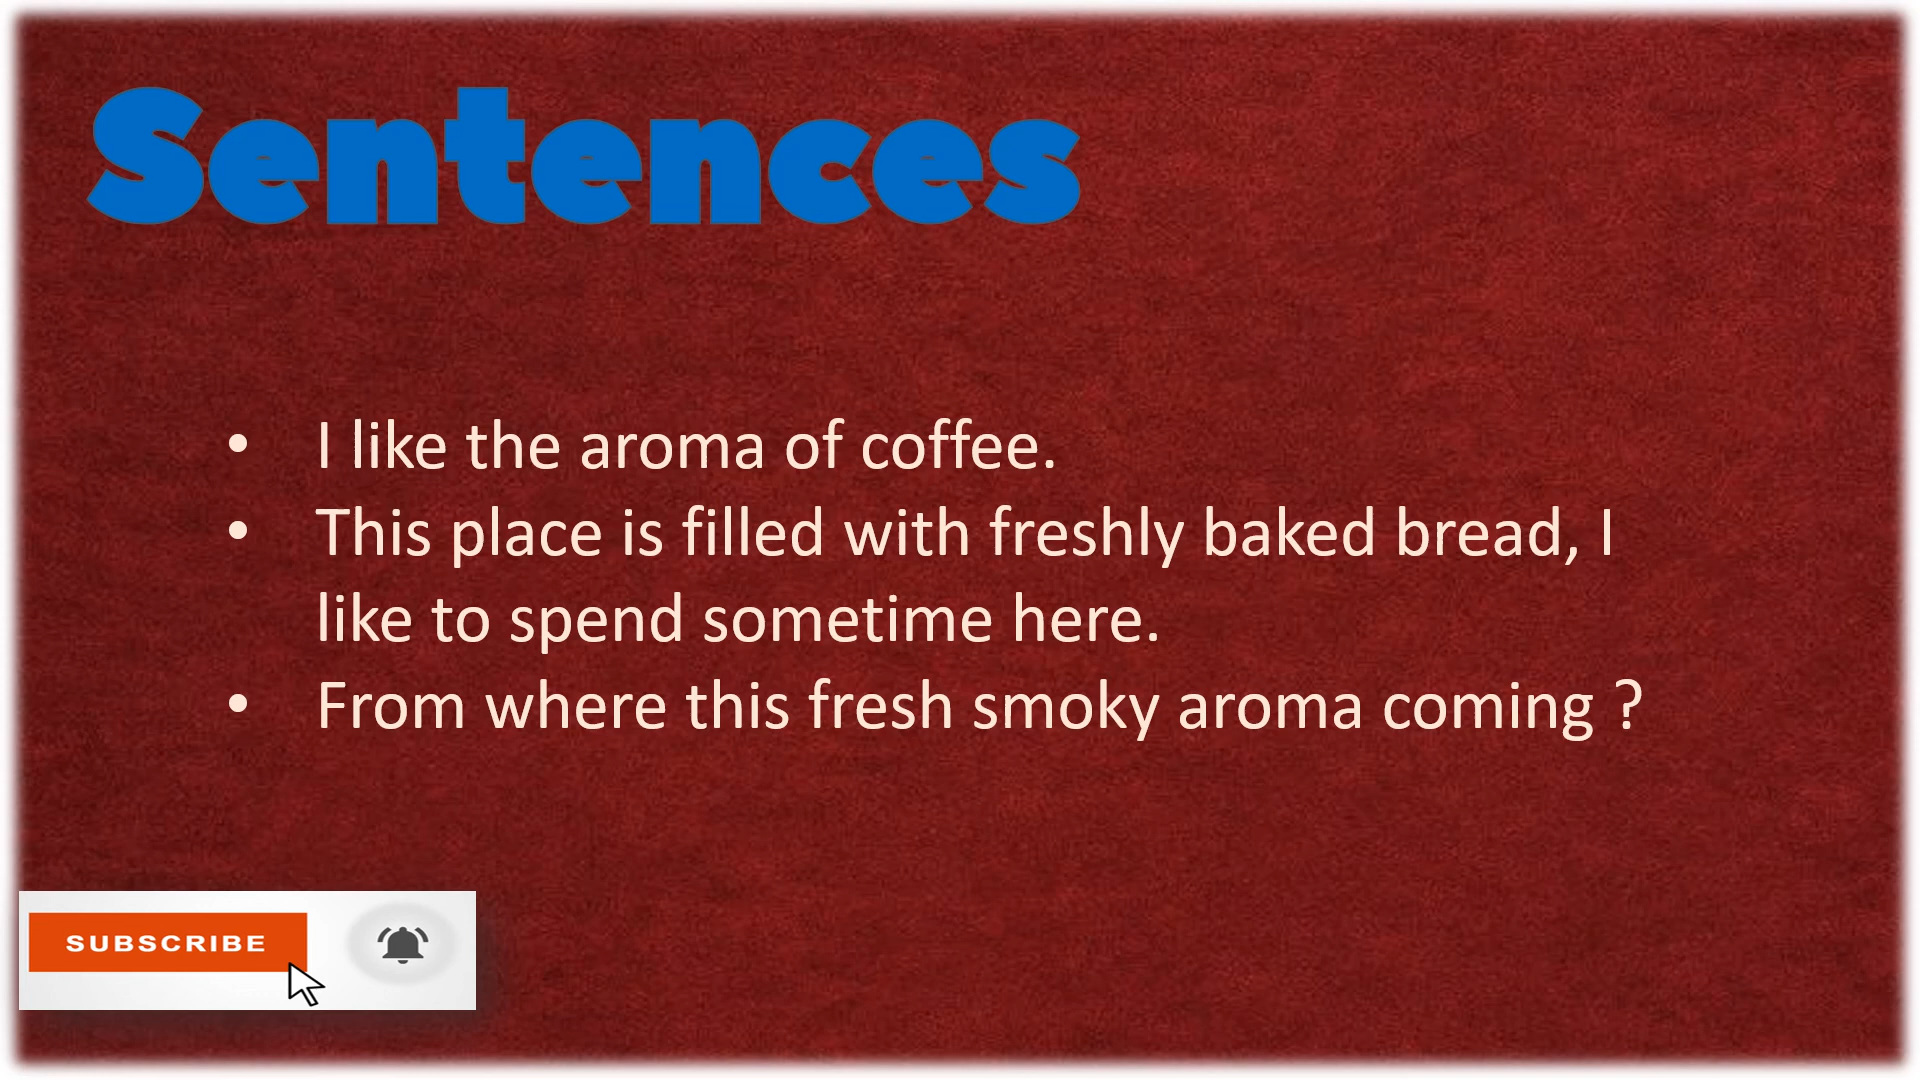 Sentences
• I like the aroma of coffee.
• This place is filled with freshly baked bread, I
like to spend sometime here.
• From where this fresh smoky aroma coming ?
SUBSCRIBE